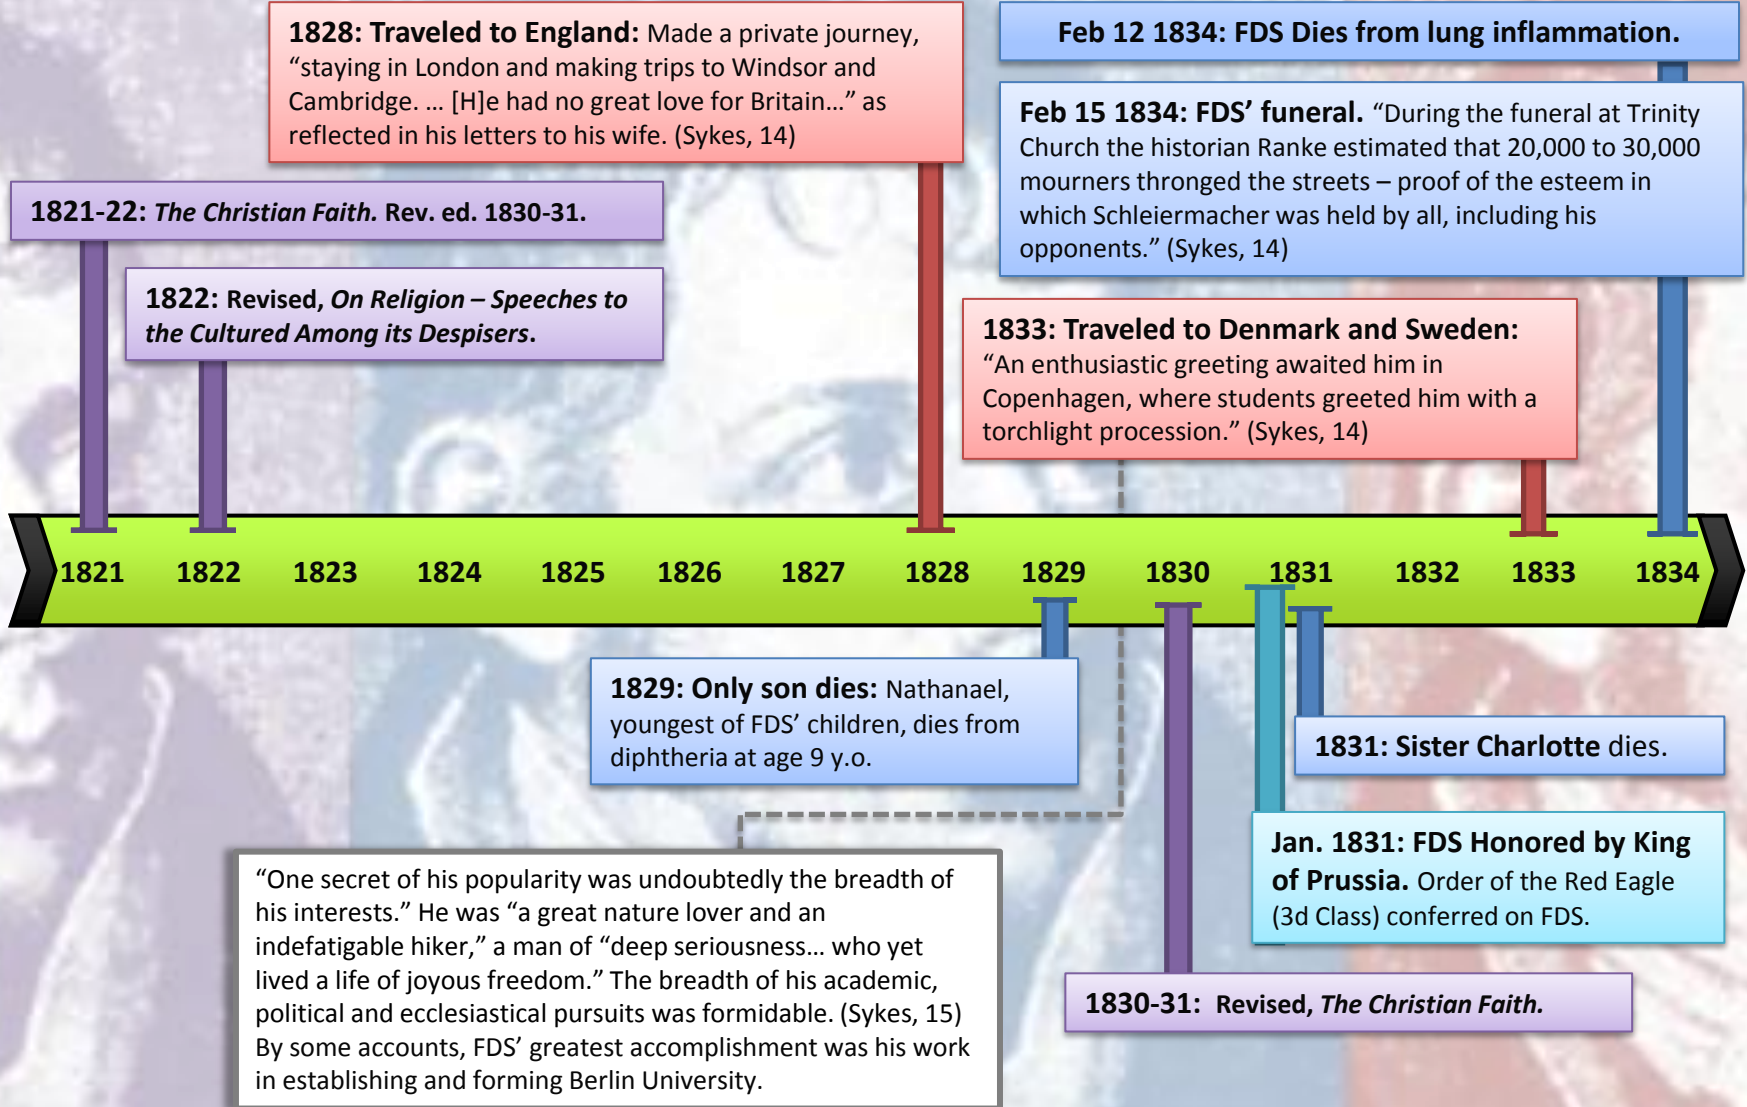 1828: Traveled to England: Made a private journey,
“staying in London and making trips to Windsor and
Cambridge. … [H]e had no great love for Britain…” as
reflected in his letters to his wife. (Sykes, 14)
Feb 12 1834: FDS Dies from lung inflammation.
Feb 15 1834: FDS’ funeral. “During the funeral at Trinity
Church the historian Ranke estimated that 20,000 to 30,000
mourners thronged the streets – proof of the esteem in
which Schleiermacher was held by all, including his
opponents.” (Sykes, 14)
1821-22: The Christian Faith. Rev. ed. 1830-31.
1822: Revised, On Religion – Speeches to
the Cultured Among its Despisers.
1833: Traveled to Denmark and Sweden:
“An enthusiastic greeting awaited him in
Copenhagen, where students greeted him with a
torchlight procession.” (Sykes, 14)
1821 1822 1823 1824 1825 1826 1827 1828 1829 1830 1831 1832 1833 1834
1829: Only son dies: Nathanael,
youngest of FDS’ children, dies from
diphtheria at age 9 y.o.
1831: Sister Charlotte dies.
Jan. 1831: FDS Honored by King
of Prussia. Order of the Red Eagle
(3d Class) conferred on FDS.
“One secret of his popularity was undoubtedly the breadth of
his interests.” He was “a great nature lover and an
indefatigable hiker,” a man of “deep seriousness… who yet
lived a life of joyous freedom.” The breadth of his academic,
political and ecclesiastical pursuits was formidable. (Sykes, 15)
By some accounts, FDS’ greatest accomplishment was his work
in establishing and forming Berlin University.
1830-31: Revised, The Christian Faith.